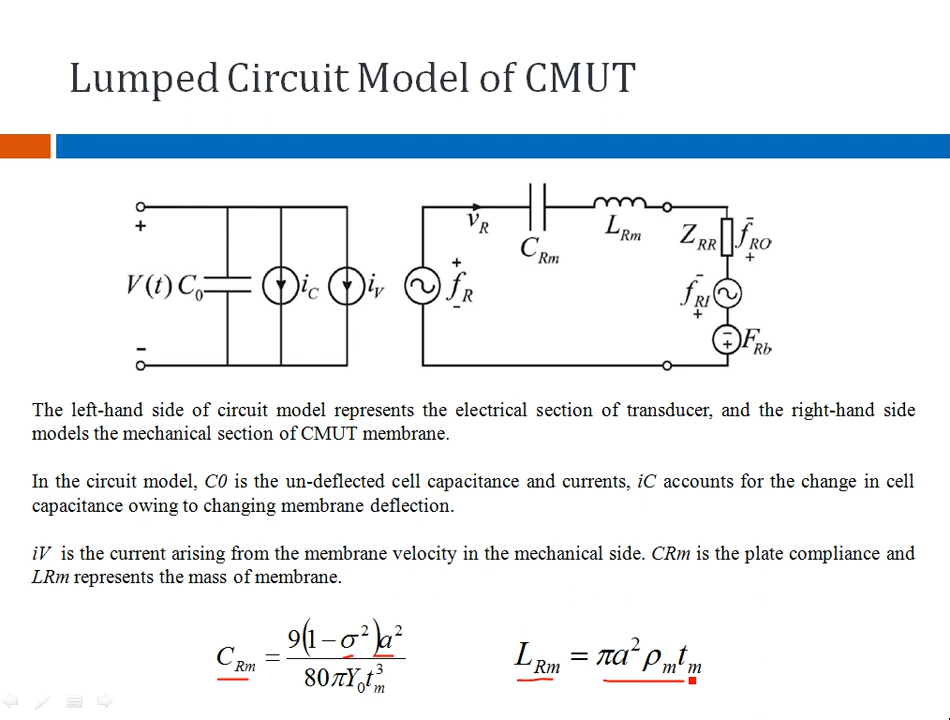 Lumped Circuit Model of CMUT
+
V(t) C₀
−
i_C
i_V
v_R
+
f_R
−
C_Rm
L_Rm
Z_RR
−
f_RO
+
−
f_RI
+
−
+
F_Rb
The left-hand side of circuit model represents the electrical section of transducer, and the right-hand side
models the mechanical section of CMUT membrane.
In the circuit model, C0 is the un-deflected cell capacitance and currents, iC accounts for the change in cell
capacitance owing to changing membrane deflection.
iV is the current arising from the membrane velocity in the mechanical side. CRm is the plate compliance and
LRm represents the mass of membrane.
C_Rm = 9(1 − σ²)a² / 80πY₀t_m³
L_Rm = πa²ρ_m t_m